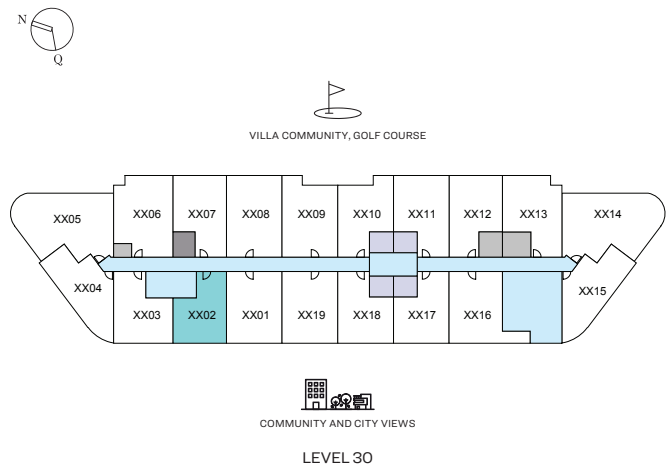 N
Q
VILLA COMMUNITY, GOLF COURSE
XX05
XX06
XX07
XX08
XX09
XX10
XX11
XX12
XX13
XX14
XX04
XX03
XX02
XX01
XX19
XX18
XX17
XX16
XX15
COMMUNITY AND CITY VIEWS
LEVEL 30